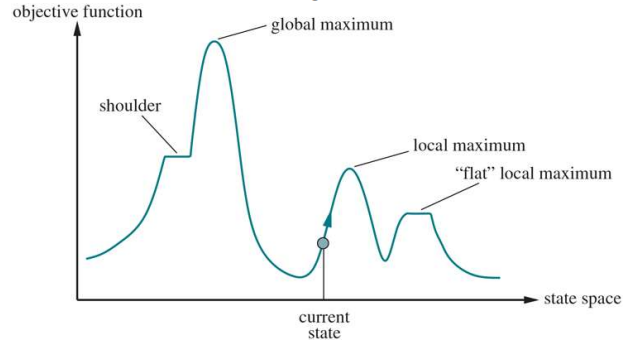 objective function
global maximum
shoulder
local maximum
“flat” local maximum
state space
current
state